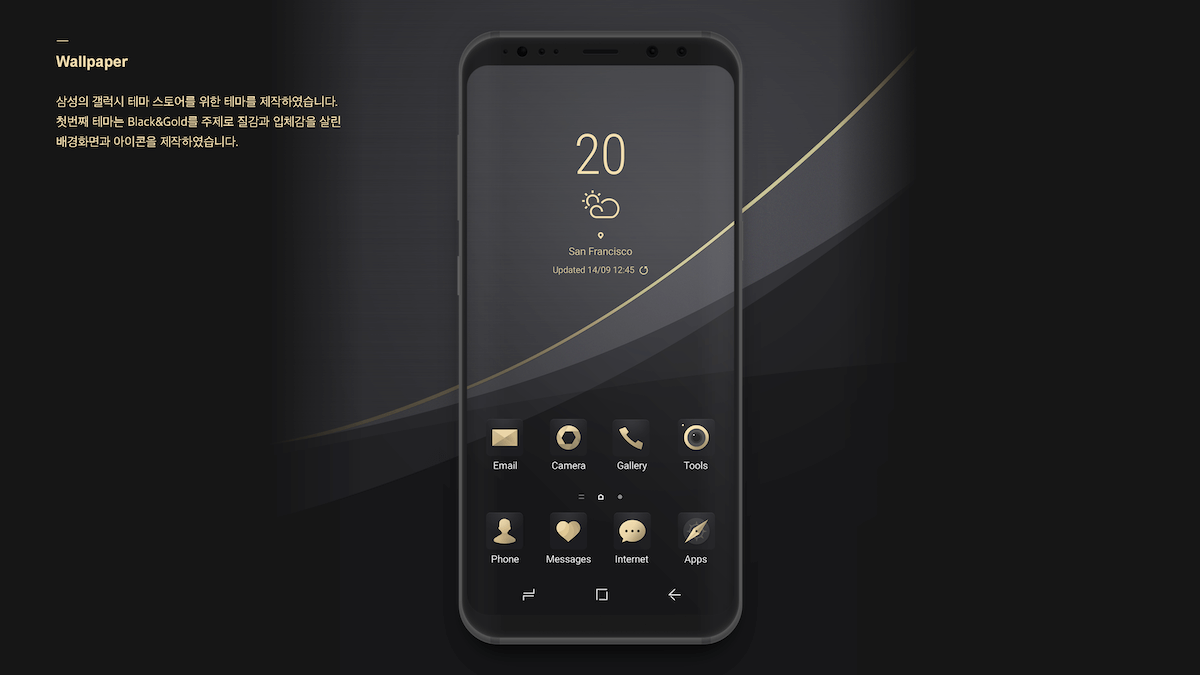 Wallpaper
삼성의 갤럭시 테마 스토어를 위한 테마를 제작하였습니다.
첫번째 테마는 Black&Gold를 주제로 질감과 입체감을 살린
배경화면과 아이콘을 제작하였습니다.
20
San Francisco
Updated 14/09 12:45
Email Camera Gallery Tools
Phone Messages Internet Apps